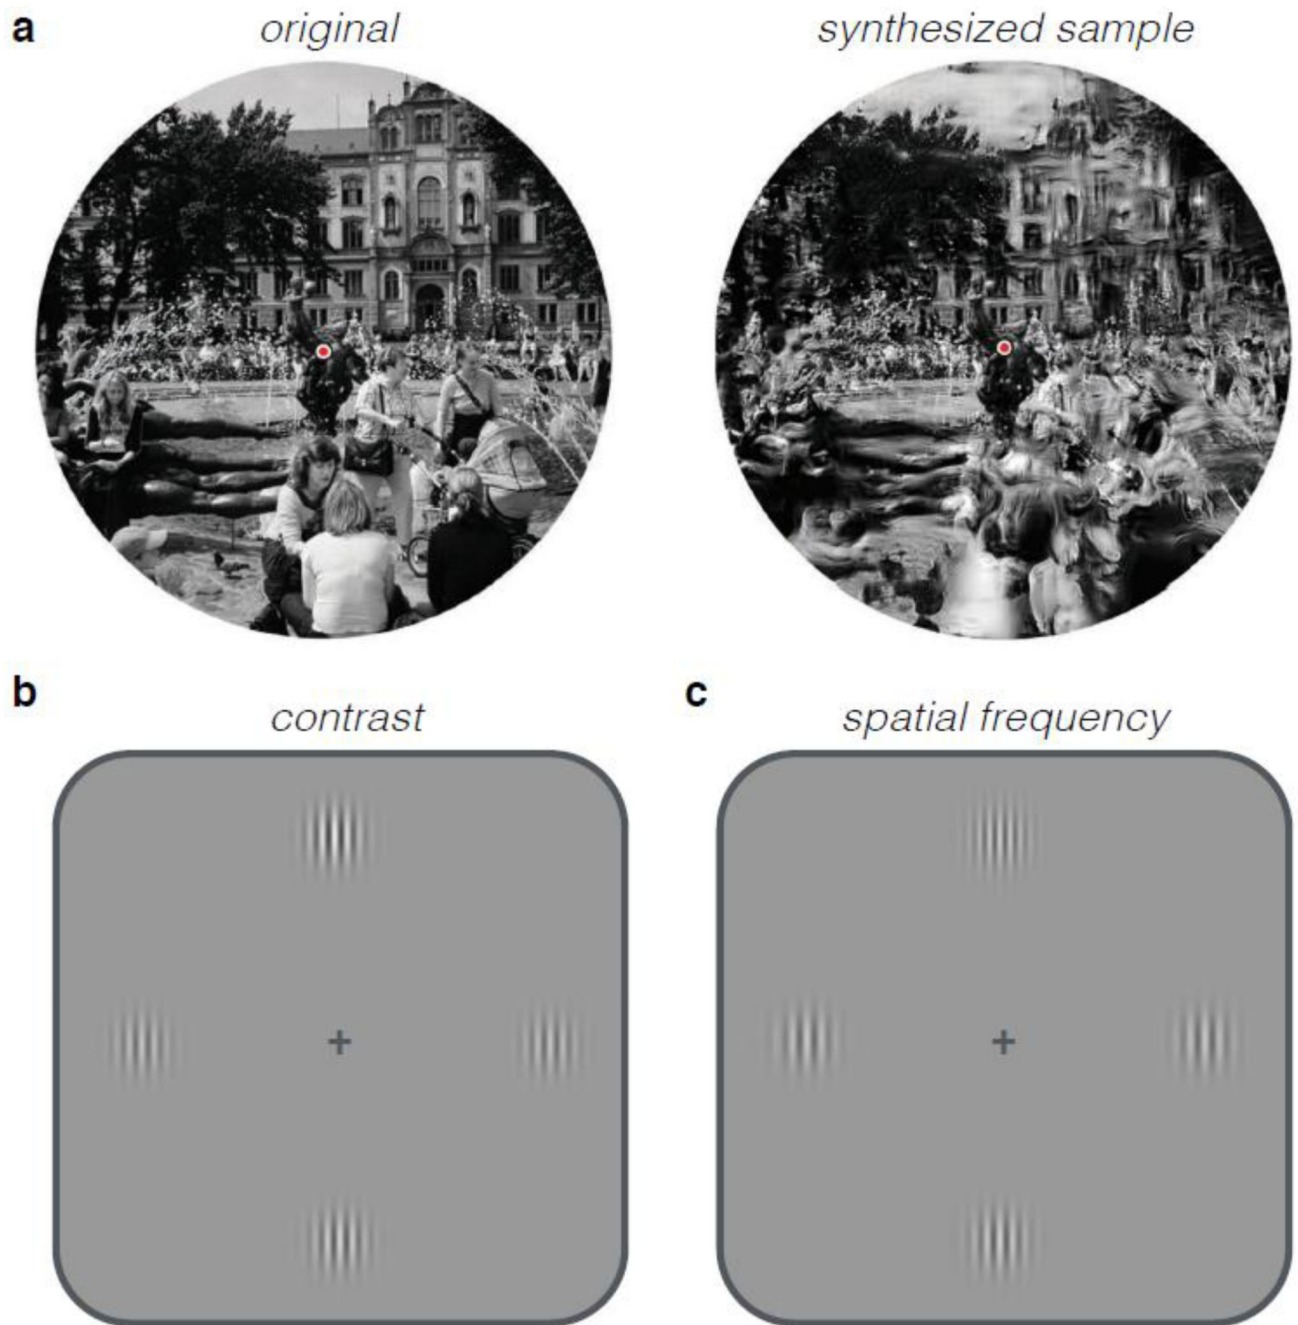 a
original
synthesized sample
b
contrast
c
spatial frequency